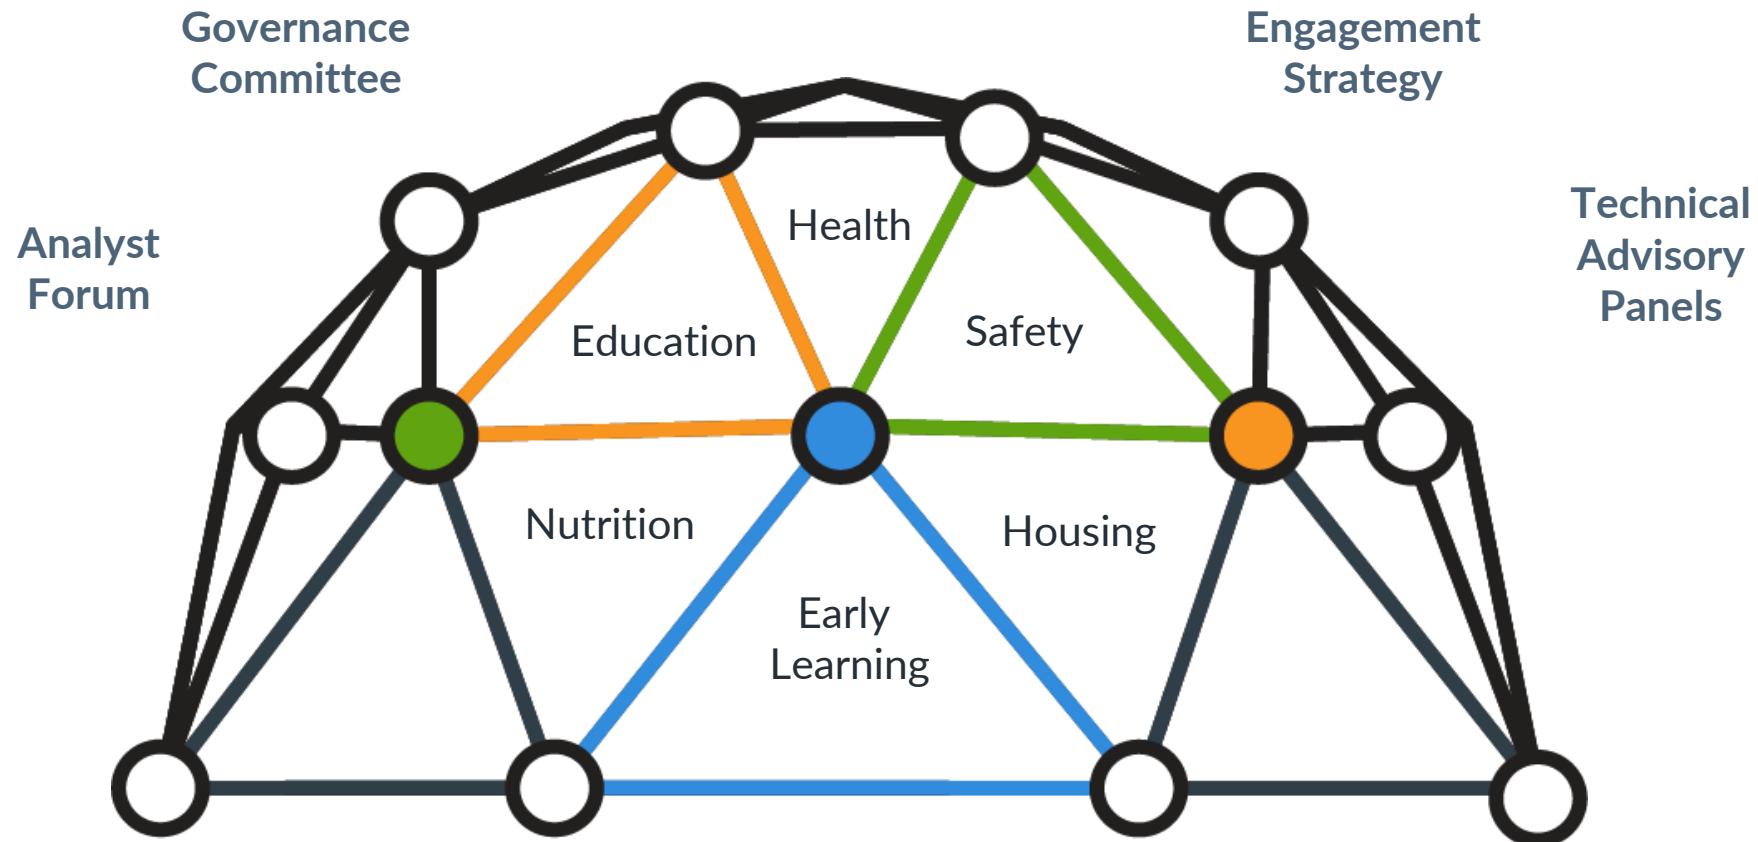 Governance
Committee
Engagement
Strategy
Analyst
Forum
Technical
Advisory
Panels
Health
Education
Safety
Nutrition
Housing
Early
Learning